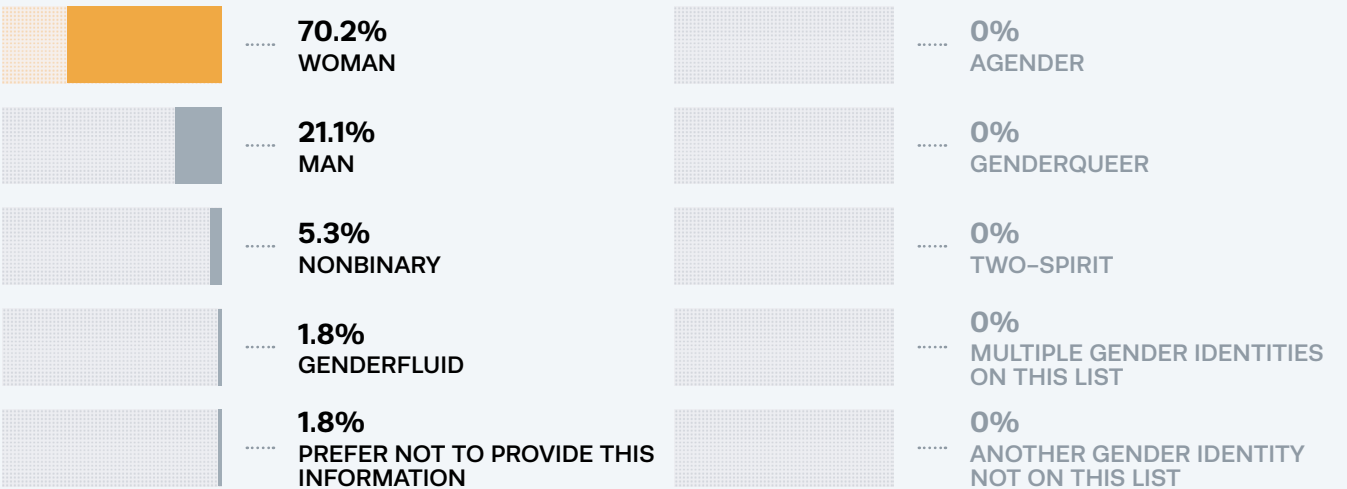 70.2%
WOMAN
21.1%
MAN
5.3%
NONBINARY
1.8%
GENDERFLUID
1.8%
PREFER NOT TO PROVIDE THIS
INFORMATION
0%
AGENDER
0%
GENDERQUEER
0%
TWO–SPIRIT
0%
MULTIPLE GENDER IDENTITIES
ON THIS LIST
0%
ANOTHER GENDER IDENTITY
NOT ON THIS LIST